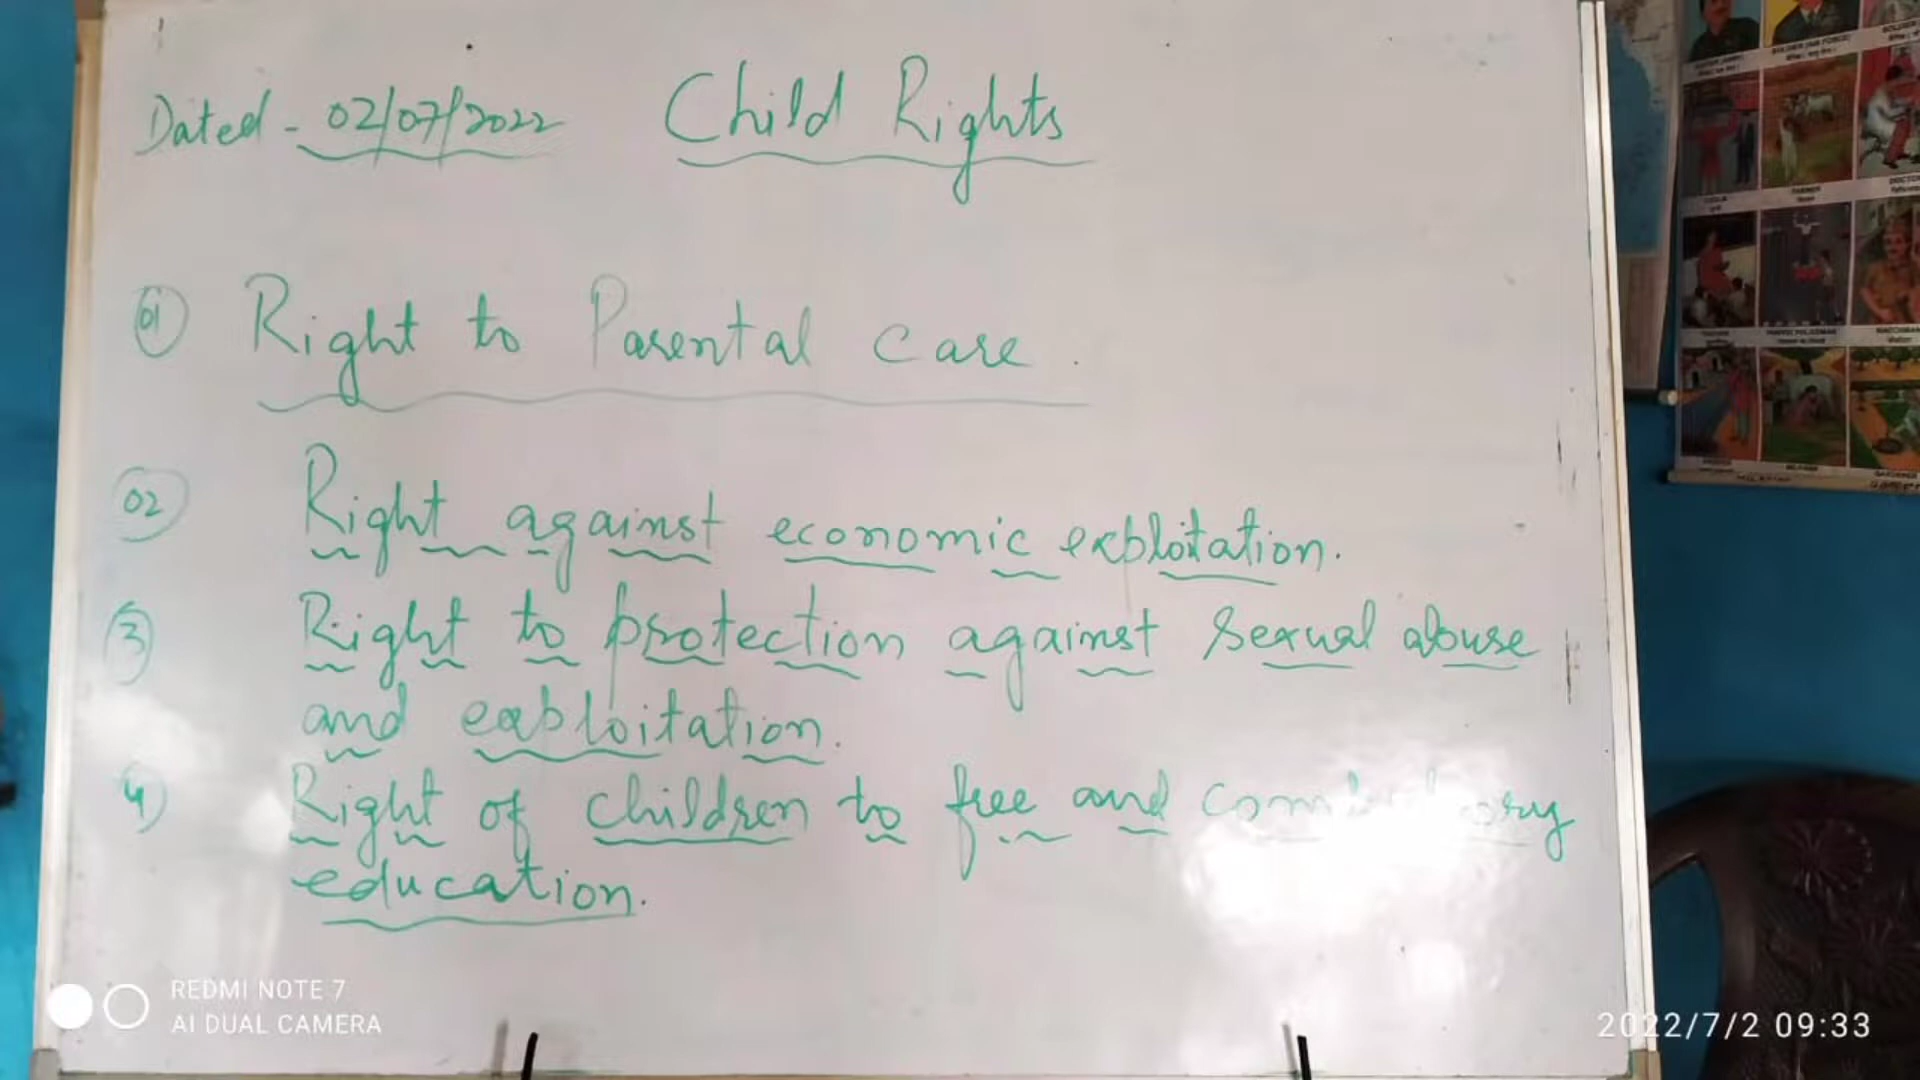 Dated - 02/07/2022 Child Rights
01 Right to Parental care.
02 Right against economic exploitation.
3 Right to protection against sexual abuse
and exploitation.
4 Right of children to free and compulsory
education.
REDMI NOTE 7
AI DUAL CAMERA
2022/7/2 09:33